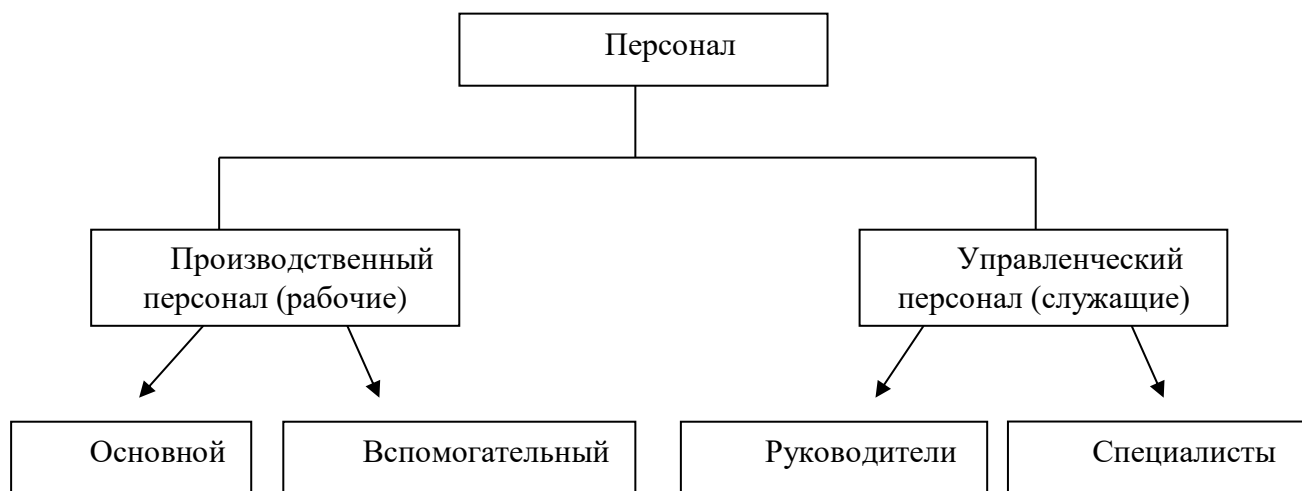 Персонал
Производственный
персонал (рабочие)
Управленческий
персонал (служащие)
Основной
Вспомогательный
Руководители
Специалисты